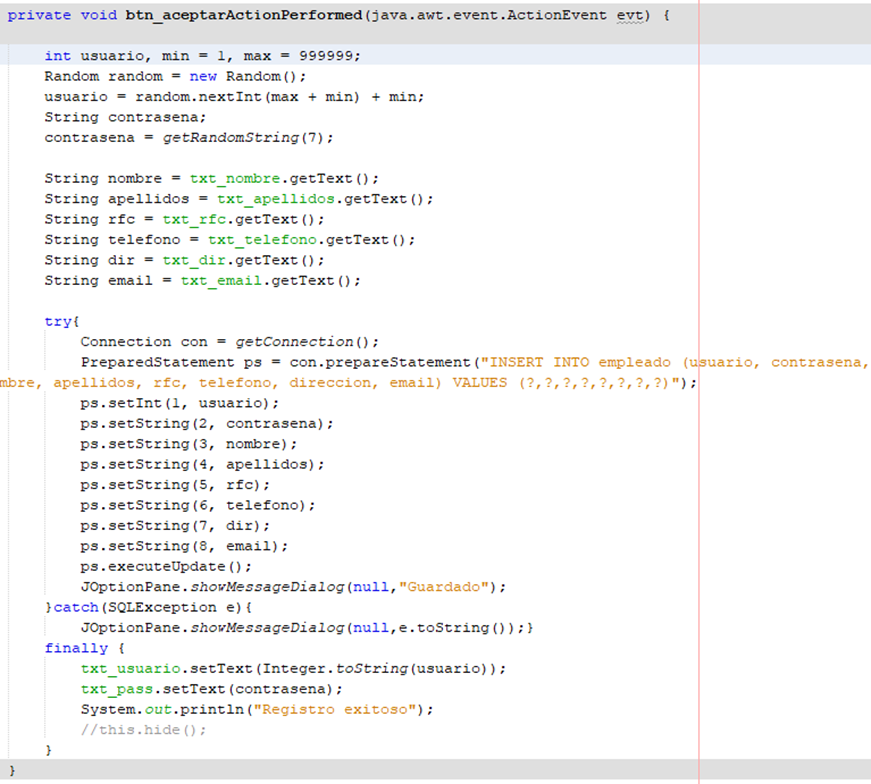 private void btn_aceptarActionPerformed(java.awt.event.ActionEvent evt) {
int usuario, min = 1, max = 999999;
Random random = new Random();
usuario = random.nextInt(max + min) + min;
String contrasena;
contrasena = getRandomString(7);
String nombre = txt_nombre.getText();
String apellidos = txt_apellidos.getText();
String rfc = txt_rfc.getText();
String telefono = txt_telefono.getText();
String dir = txt_dir.getText();
String email = txt_email.getText();
try{
Connection con = getConnection();
PreparedStatement ps = con.prepareStatement("INSERT INTO empleado (usuario, contrasena,
mbre, apellidos, rfc, telefono, direccion, email) VALUES (?,?,?,?,?,?,?,?)");
ps.setInt(1, usuario);
ps.setString(2, contrasena);
ps.setString(3, nombre);
ps.setString(4, apellidos);
ps.setString(5, rfc);
ps.setString(6, telefono);
ps.setString(7, dir);
ps.setString(8, email);
ps.executeUpdate();
JOptionPane.showMessageDialog(null,"Guardado");
}catch(SQLException e){
JOptionPane.showMessageDialog(null,e.toString());}
finally {
txt_usuario.setText(Integer.toString(usuario));
txt_pass.setText(contrasena);
System.out.println("Registro exitoso");
//this.hide();
}
}